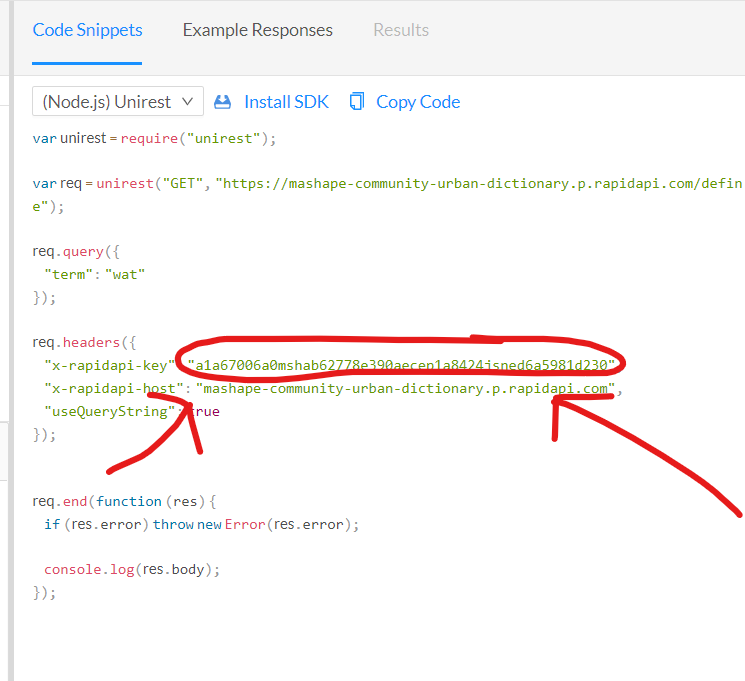 Code Snippets Example Responses Results
(Node.js) Unirest Install SDK Copy Code
var unirest = require("unirest");
var req = unirest("GET", "https://mashape-community-urban-dictionary.p.rapidapi.com/defin
e");
req.query({
"term": "wat"
});
req.headers({
"x-rapidapi-key" "a1a67006a0mshab62778e390aecep1a8424jsned6a5981d230"
"x-rapidapi-host": "mashape-community-urban-dictionary.p.rapidapi.com",
"useQueryString": true
});
req.end(function (res) {
if (res.error) throw new Error(res.error);
console.log(res.body);
});